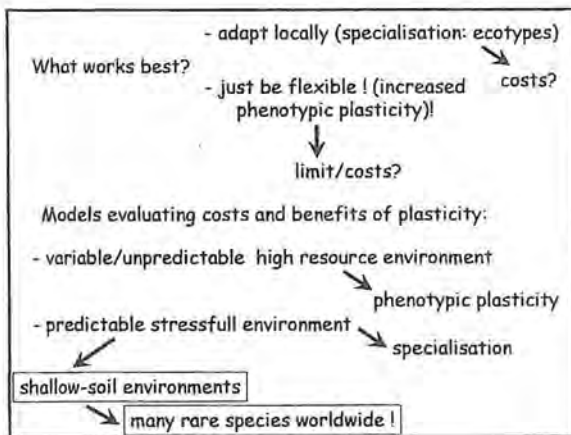 - adapt locally (specialisation: ecotypes)
What works best?
costs?
- just be flexible ! (increased
phenotypic plasticity)!
limit/costs?
Models evaluating costs and benefits of plasticity:
- variable/unpredictable high resource environment
phenotypic plasticity
- predictable stressfull environment
specialisation
shallow-soil environments
many rare species worldwide !